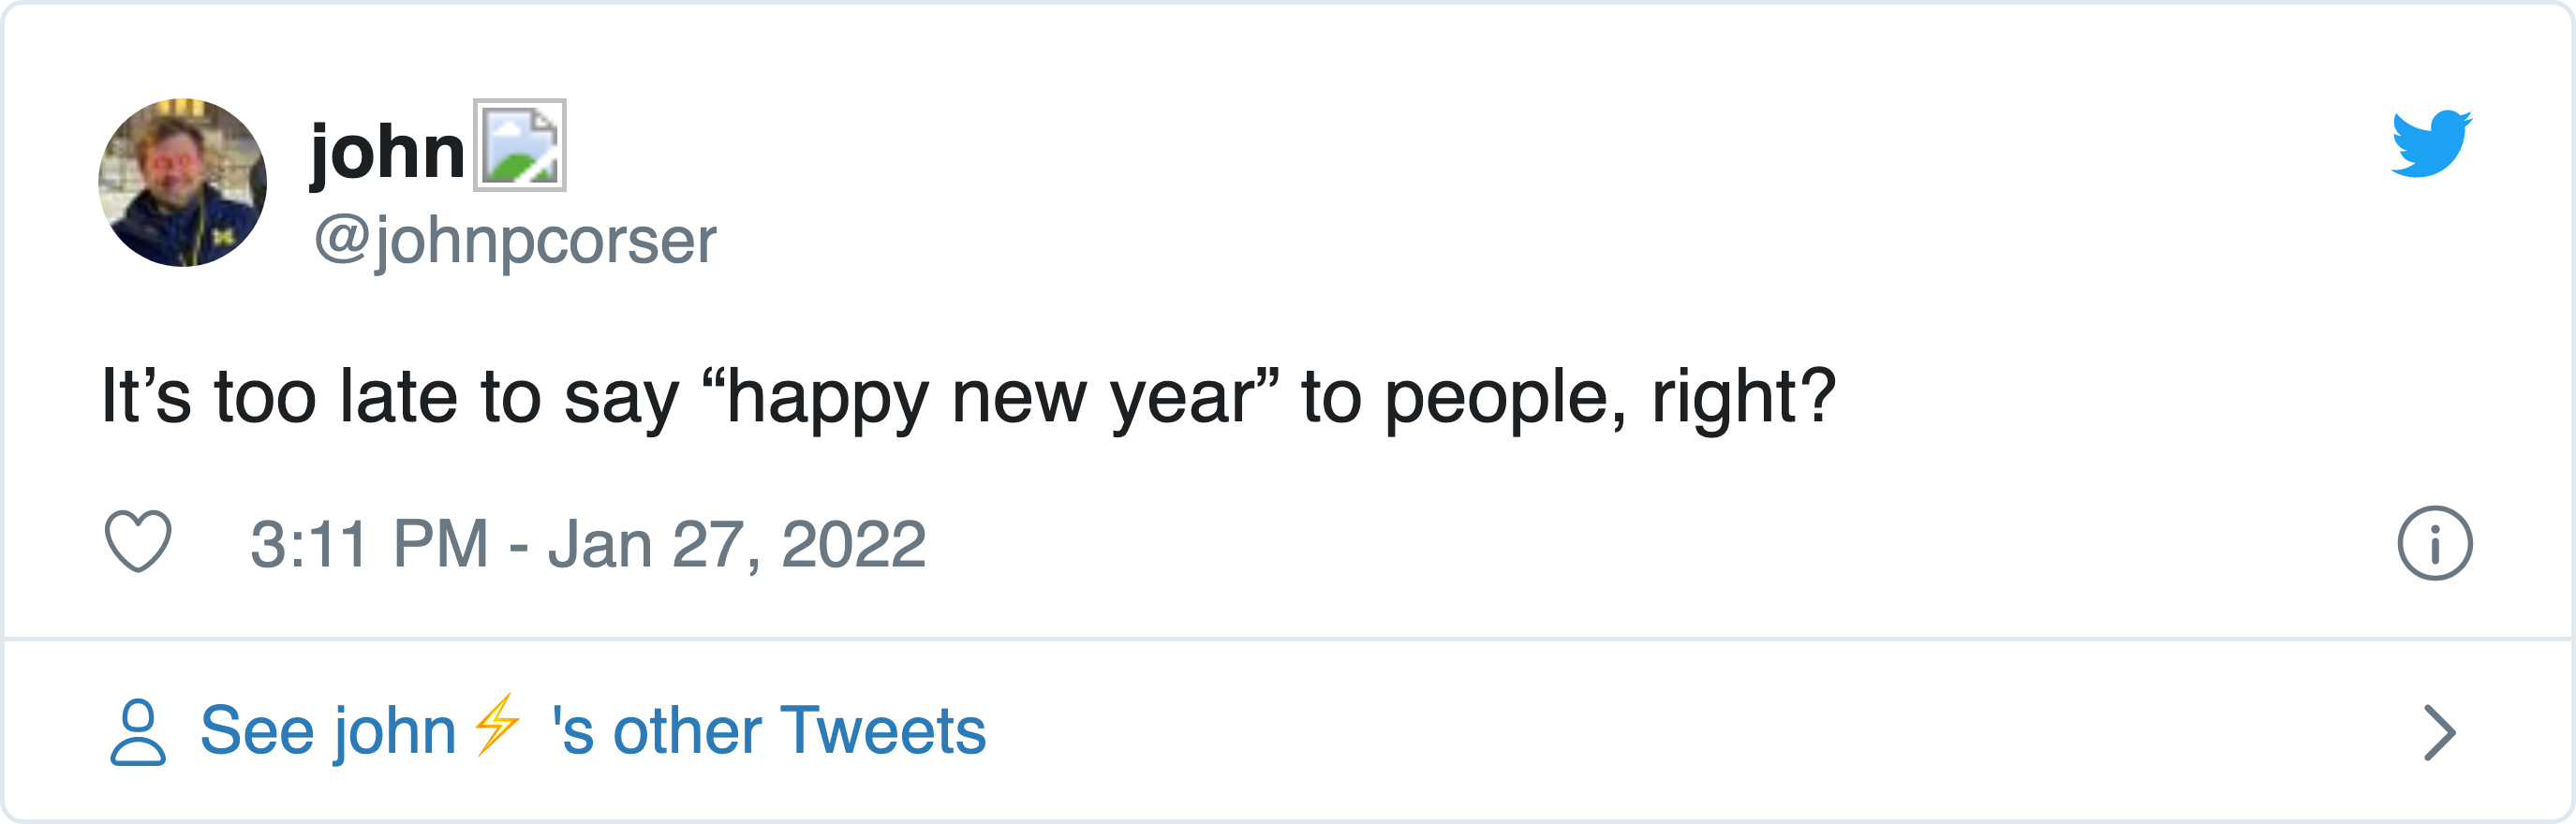 john
@johnpcorser
It’s too late to say “happy new year” to people, right?
3:11 PM - Jan 27, 2022
See john⚡ 's other Tweets